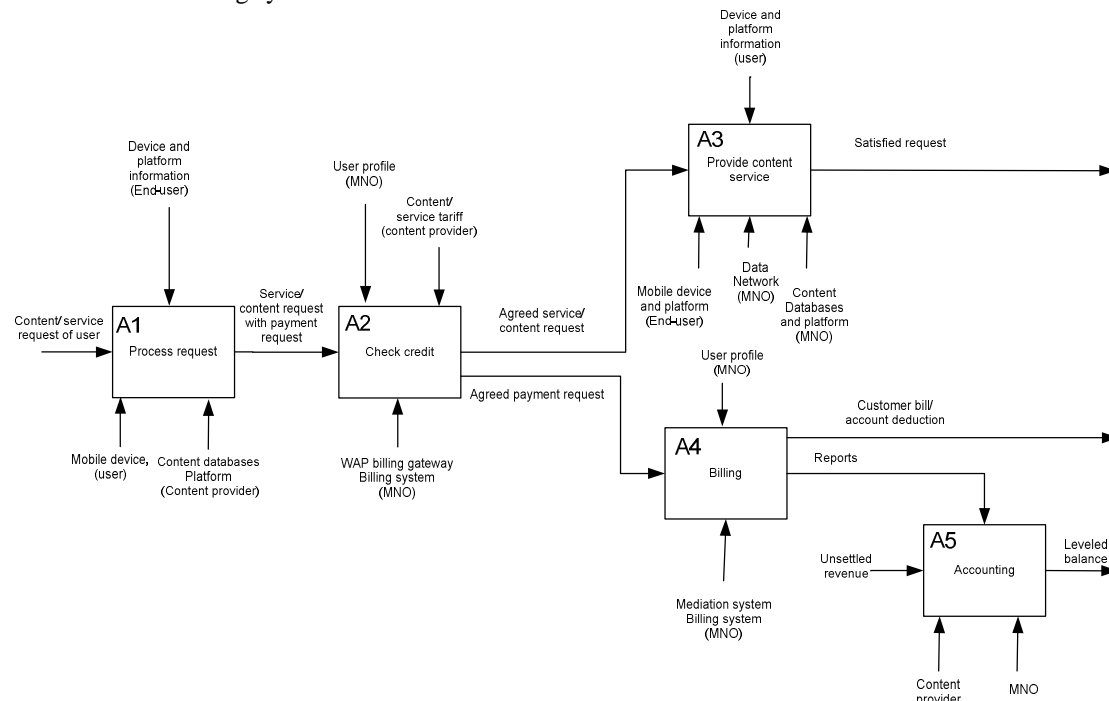 Device and
platform
information
(user)
A3
Provide content
service
Satisfied request
Device and
platform
information
(End-user)
User profile
(MNO)
Content/
service tariff
(content provider)
Mobile device
and platform
(End-user)
Data
Network
(MNO)
Content
Databases
and platform
(MNO)
Content/service
request of user
A1
Process request
Service/
content request
with payment
request
A2
Check credit
Agreed service/
content request
Agreed payment request
User profile
(MNO)
Mobile device,
(user)
Content databases
Platform
(Content provider)
WAP billing gateway
Billing system
(MNO)
A4
Billing
Customer bill/
account deduction
Reports
Mediation system
Billing system
(MNO)
Unsettled
revenue
A5
Accounting
Leveled
balance
Content
provider
MNO